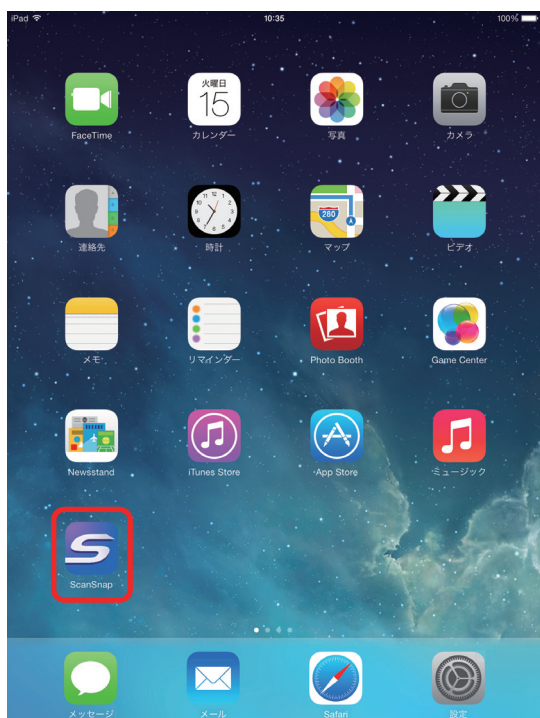 iPad 10:35 100%
火曜日
15
FaceTime カレンダー 写真 カメラ
280
連絡先 時計 マップ ビデオ
メモ リマインダー Photo Booth Game Center
Newsstand iTunes Store App Store ミュージック
S
ScanSnap
メッセージ メール Safari 設定